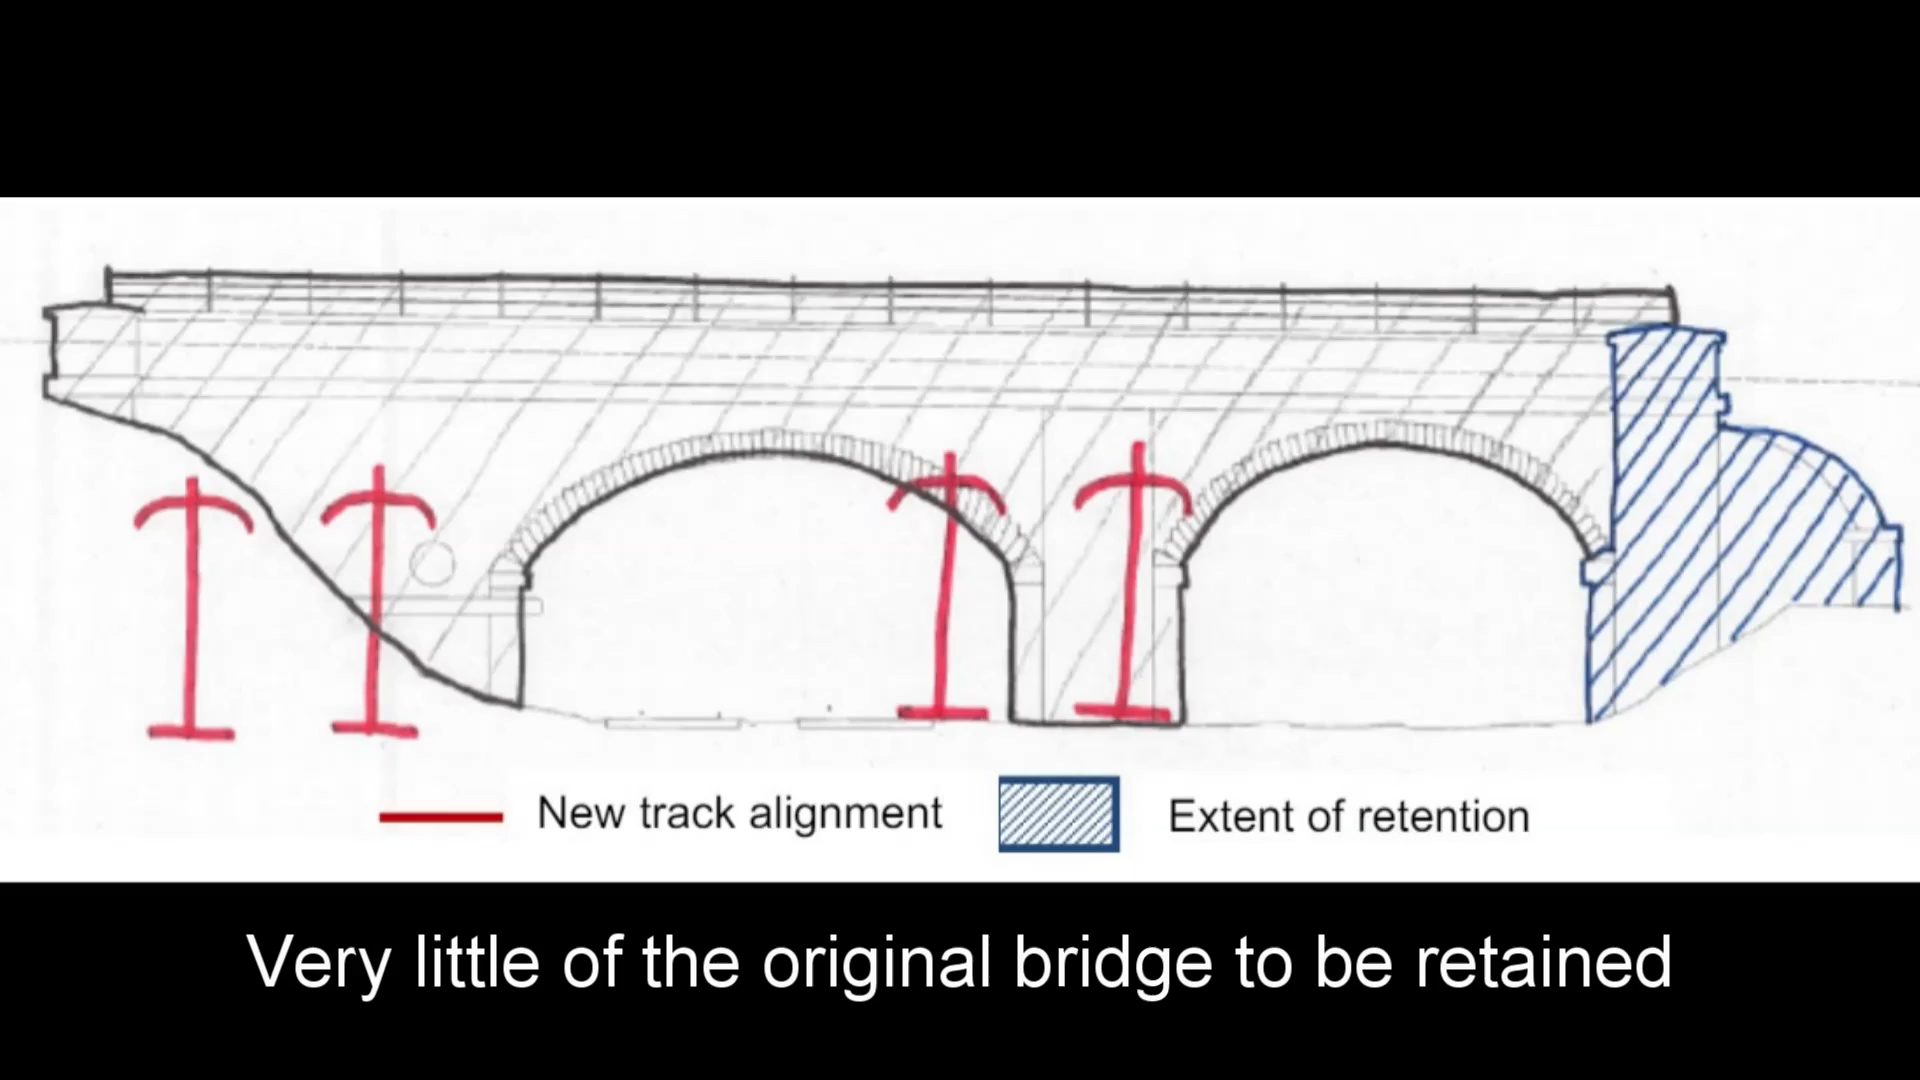 New track alignment
Extent of retention
Very little of the original bridge to be retained